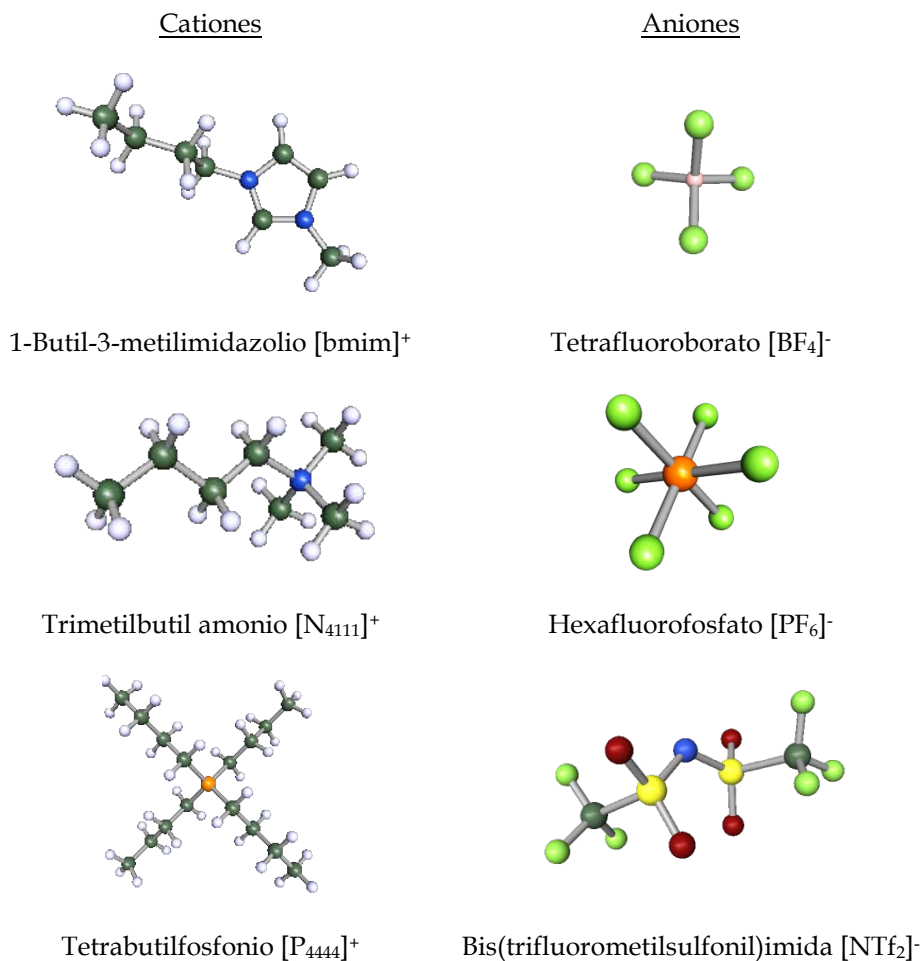 Cationes
Aniones
1-Butil-3-metilimidazolio [bmim]⁺
Tetrafluoroborato [BF₄]⁻
Trimetilbutil amonio [N₄₁₁₁]⁺
Hexafluorofosfato [PF₆]⁻
Tetrabutilfosfonio [P₄₄₄₄]⁺
Bis(trifluorometilsulfonil)imida [NTf₂]⁻